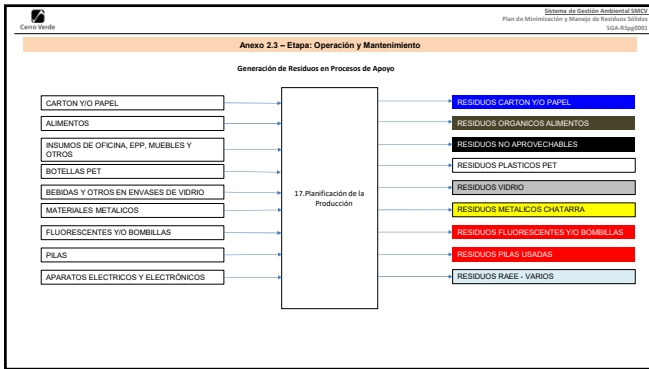 Cerro Verde
Sistema de Gestión Ambiental SMCV
Plan de Minimización y Manejo de Residuos Sólidos
SGA-RSpg0001
Anexo 2.3 – Etapa: Operación y Mantenimiento
Generación de Residuos en Procesos de Apoyo
CARTON Y/O PAPEL
ALIMENTOS
INSUMOS DE OFICINA, EPP, MUEBLES Y
OTROS
BOTELLAS PET
BEBIDAS Y OTROS EN ENVASES DE VIDRIO
MATERIALES METALICOS
FLUORESCENTES Y/O BOMBILLAS
PILAS
APARATOS ELECTRICOS Y ELECTRÓNICOS
17.Planificación de la
Producción
RESIDUOS CARTON Y/O PAPEL
RESIDUOS ORGANICOS ALIMENTOS
RESIDUOS NO APROVECHABLES
RESIDUOS PLASTICOS PET
RESIDUOS VIDRIO
RESIDUOS METALICOS CHATARRA
RESIDUOS FLUORESCENTES Y/O BOMBILLAS
RESIDUOS PILAS USADAS
RESIDUOS RAEE - VARIOS